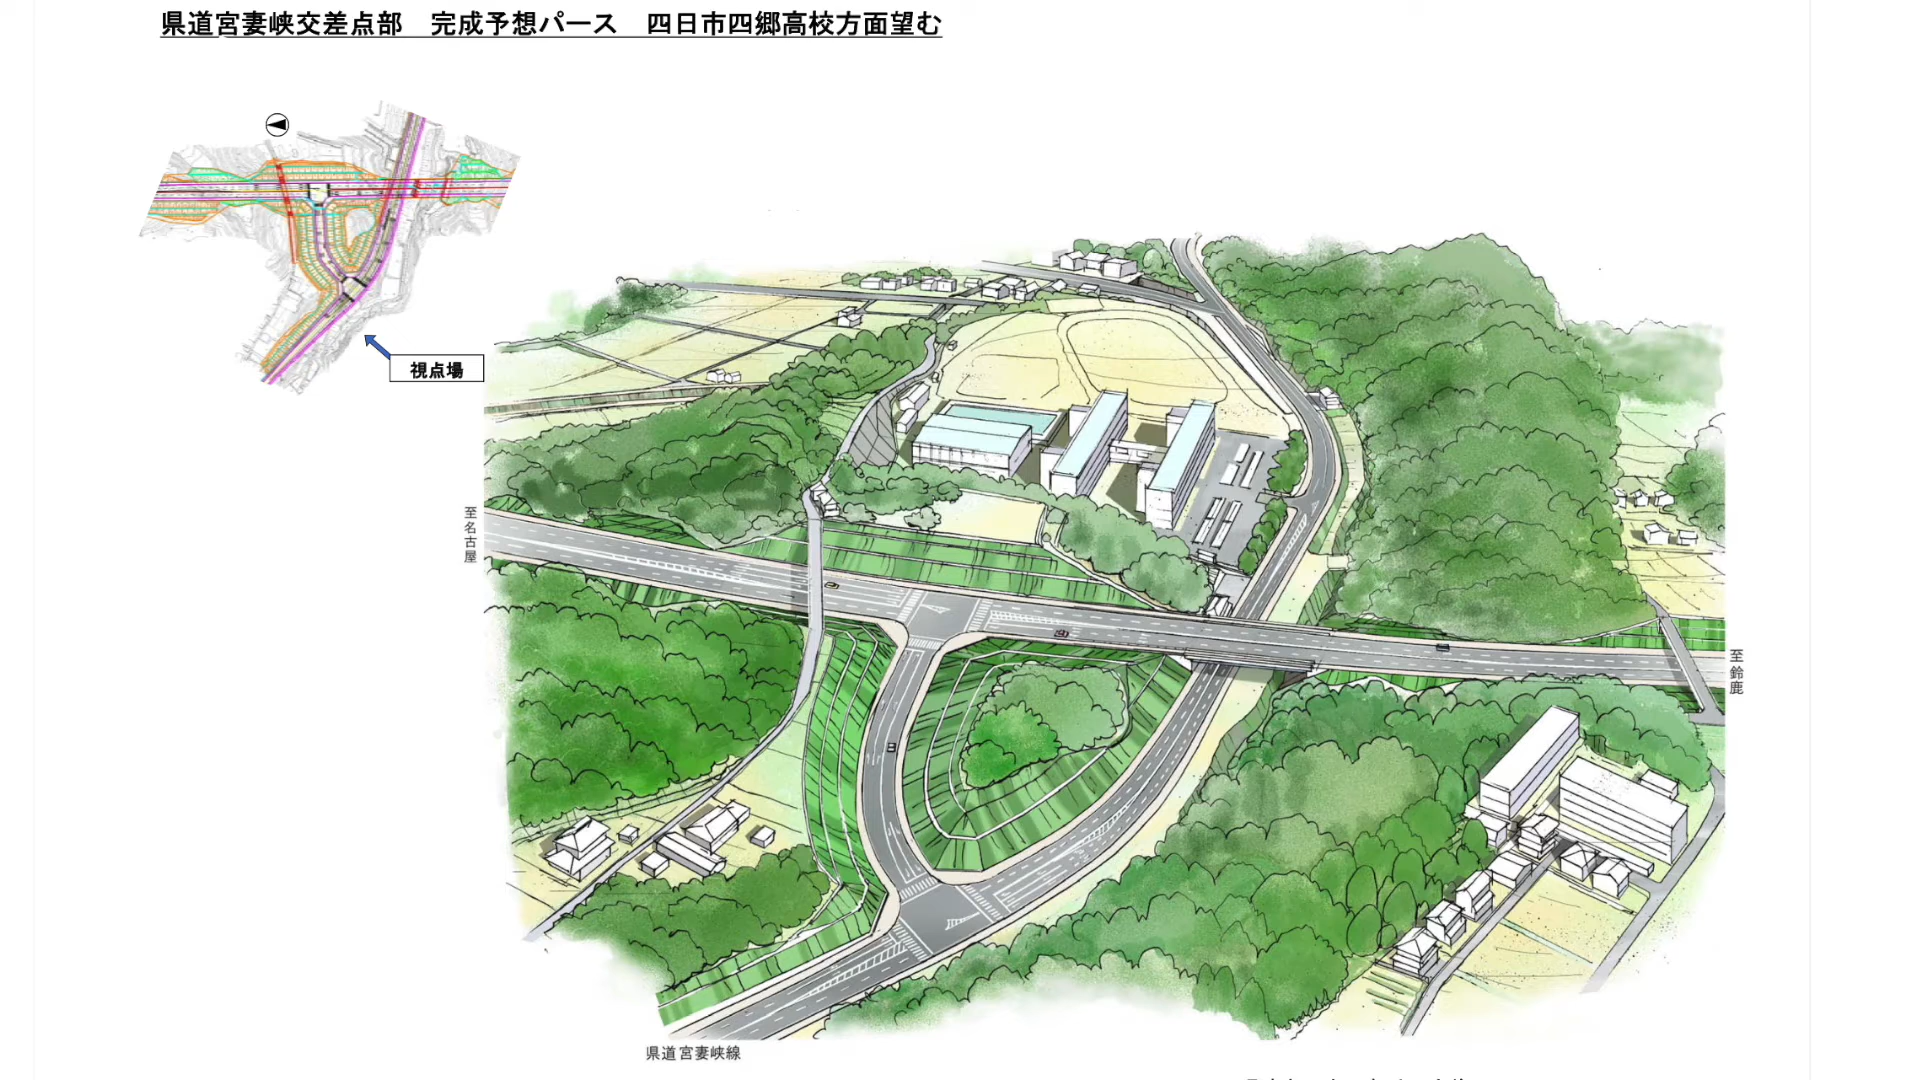 県道宮妻峡交差点部　完成予想パース　四日市四郷高校方面望む
視点場
至名古屋
至鈴鹿
県道宮妻峡線